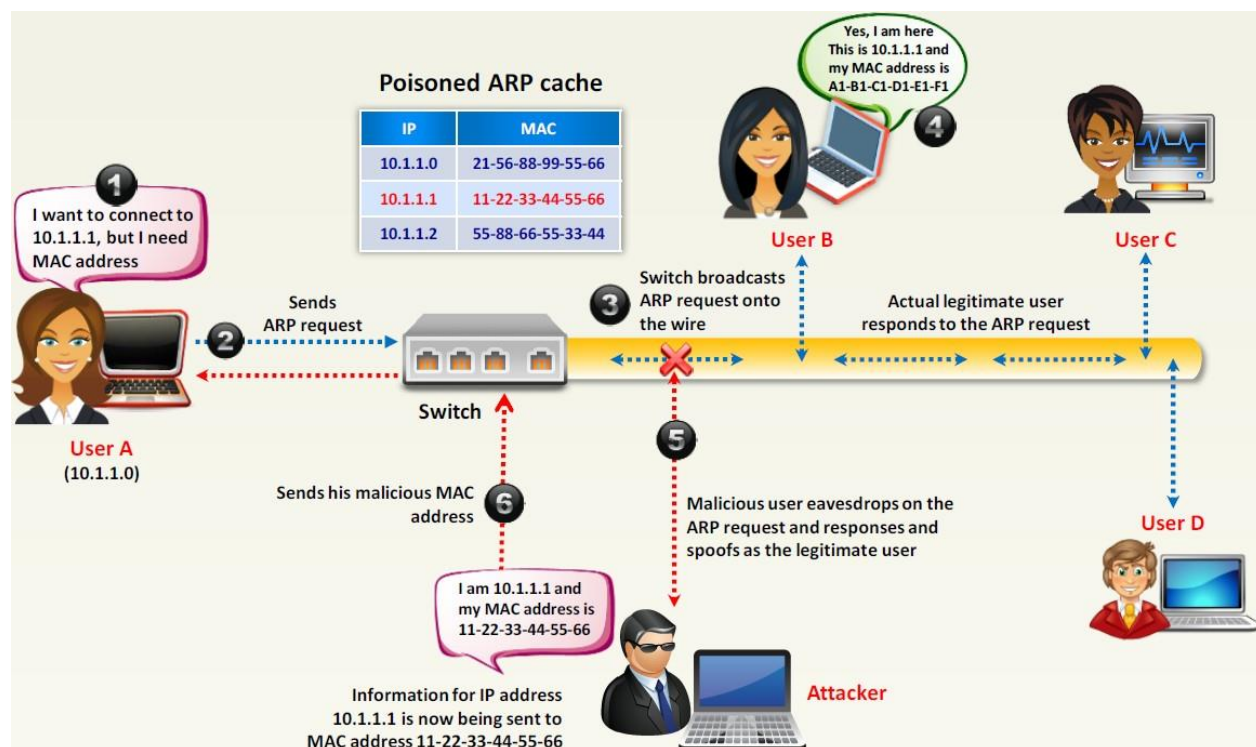 Poisoned ARP cache
IP MAC
10.1.1.0 21-56-88-99-55-66
10.1.1.1 11-22-33-44-55-66
10.1.1.2 55-88-66-55-33-44
1
I want to connect to
10.1.1.1, but I need
MAC address
User A
(10.1.1.0)
Sends
ARP request
2
Switch
3
Switch broadcasts
ARP request onto
the wire
Yes, I am here
This is 10.1.1.1 and
my MAC address is
A1-B1-C1-D1-E1-F1
4
User B
User C
Actual legitimate user
responds to the ARP request
5
Malicious user eavesdrops on the
ARP request and responses and
spoofs as the legitimate user
User D
Sends his malicious MAC
address
6
I am 10.1.1.1 and
my MAC address is
11-22-33-44-55-66
Attacker
Information for IP address
10.1.1.1 is now being sent to
MAC address 11-22-33-44-55-66